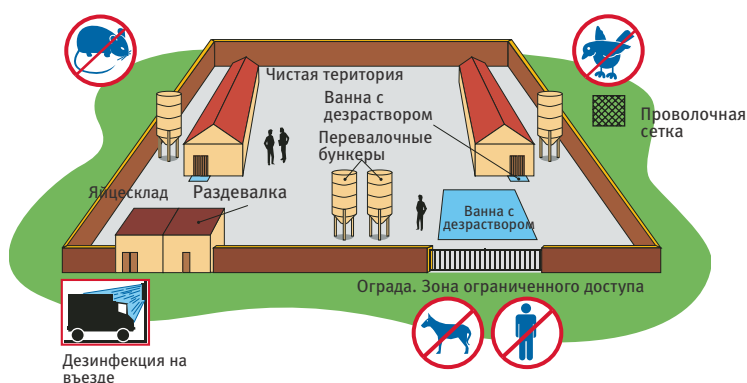 Чистая територия
Ванна с
дезраствором
Перевалочные
бункеры
Проволочная
сетка
Яйцесклад
Раздевалка
Ванна с
дезраствором
Ограда. Зона ограниченного доступа
Дезинфекция на
въезде